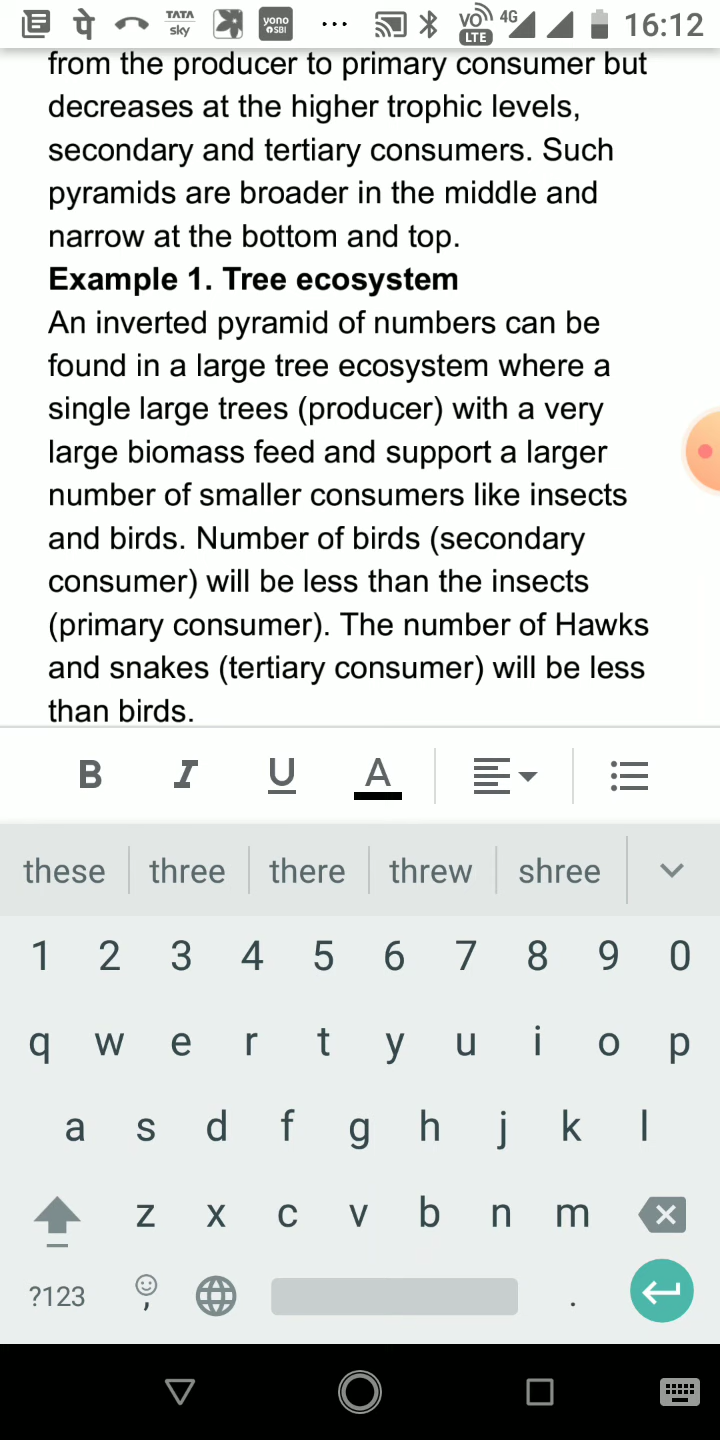 पे TATA sky yono SBI ... VO)) LTE 4G 16:12
from the producer to primary consumer but
decreases at the higher trophic levels,
secondary and tertiary consumers. Such
pyramids are broader in the middle and
narrow at the bottom and top.
Example 1. Tree ecosystem
An inverted pyramid of numbers can be
found in a large tree ecosystem where a
single large trees (producer) with a very
large biomass feed and support a larger
number of smaller consumers like insects
and birds. Number of birds (secondary
consumer) will be less than the insects
(primary consumer). The number of Hawks
and snakes (tertiary consumer) will be less
than birds.
B I U A
these three there threw shree
1 2 3 4 5 6 7 8 9 0
q w e r t y u i o p
a s d f g h j k l
z x c v b n m
?123 , .